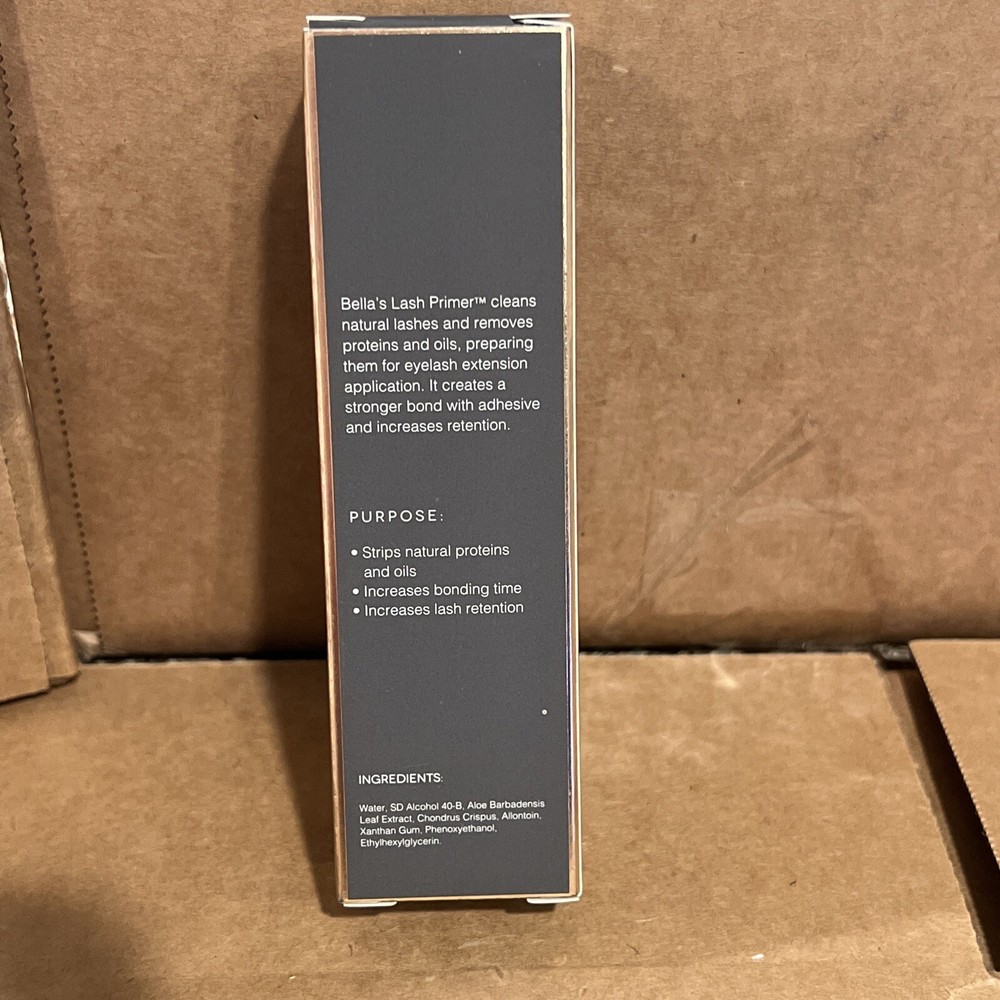 Bella's Lash Primer™ cleans
natural lashes and removes
proteins and oils, preparing
them for eyelash extension
application. It creates a
stronger bond with adhesive
and increases retention.
PURPOSE:
• Strips natural proteins
and oils
• Increases bonding time
• Increases lash retention
INGREDIENTS:
Water, SD Alcohol 40-B, Aloe Barbadensis
Leaf Extract, Chondrus Crispus, Allontoin,
Xanthan Gum, Phenoxyethanol,
Ethylhexylglycerin.